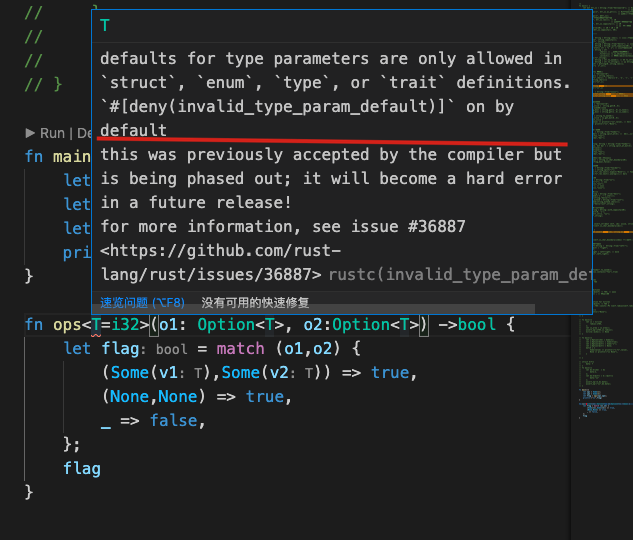 //
//
//
// }
T
defaults for type parameters are only allowed in
`struct`, `enum`, `type`, or `trait` definitions.
`#[deny(invalid_type_param_default)]` on by
default
this was previously accepted by the compiler but
is being phased out; it will become a hard error
in a future release!
for more information, see issue #36887
<https://github.com/rust-
lang/rust/issues/36887> rustc(invalid_type_param_def
速览问题 (⌥F8) 没有可用的快速修复
▶ Run | De
fn main
let
let
let
pri
}
fn ops<T=i32>(o1: Option<T>, o2:Option<T>) ->bool {
let flag: bool = match (o1,o2) {
(Some(v1: T),Some(v2: T)) => true,
(None,None) => true,
_ => false,
};
flag
}